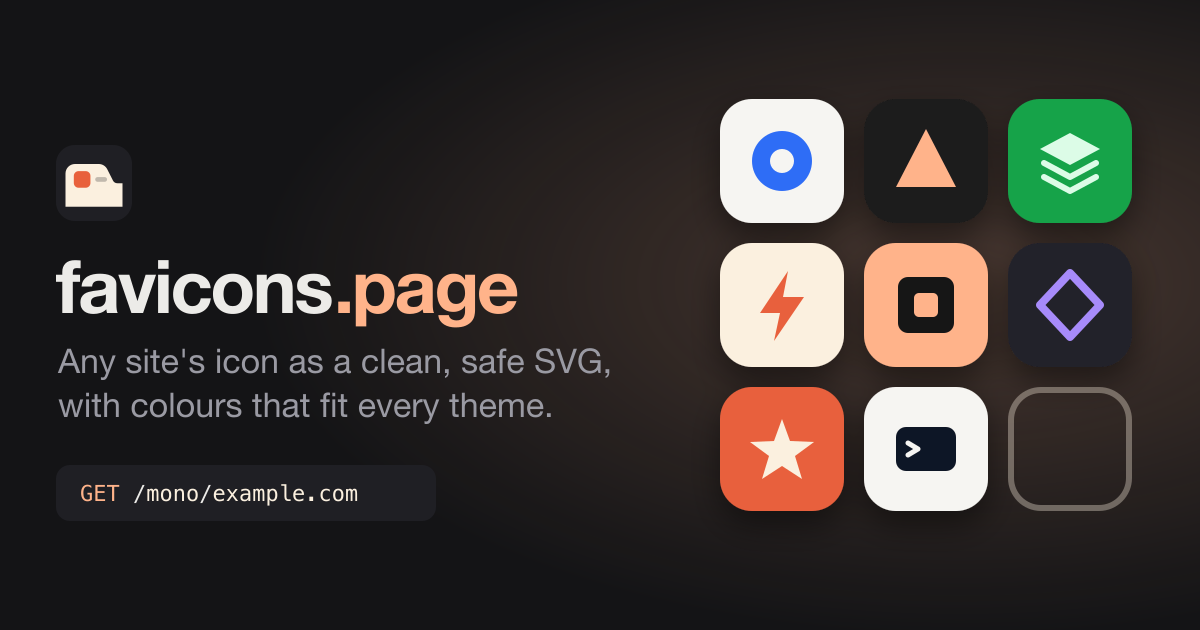 favicons.page
Any site's icon as a clean, safe SVG,
with colours that fit every theme.
GET /mono/example.com